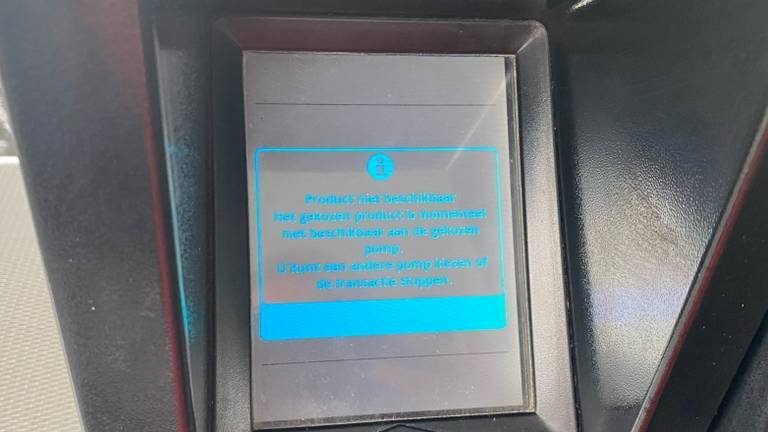 Product niet beschikbaar
Het gekozen product is momenteel
niet beschikbaar aan de gekozen
pomp.
U kunt een andere pomp kiezen of
de transactie stoppen.